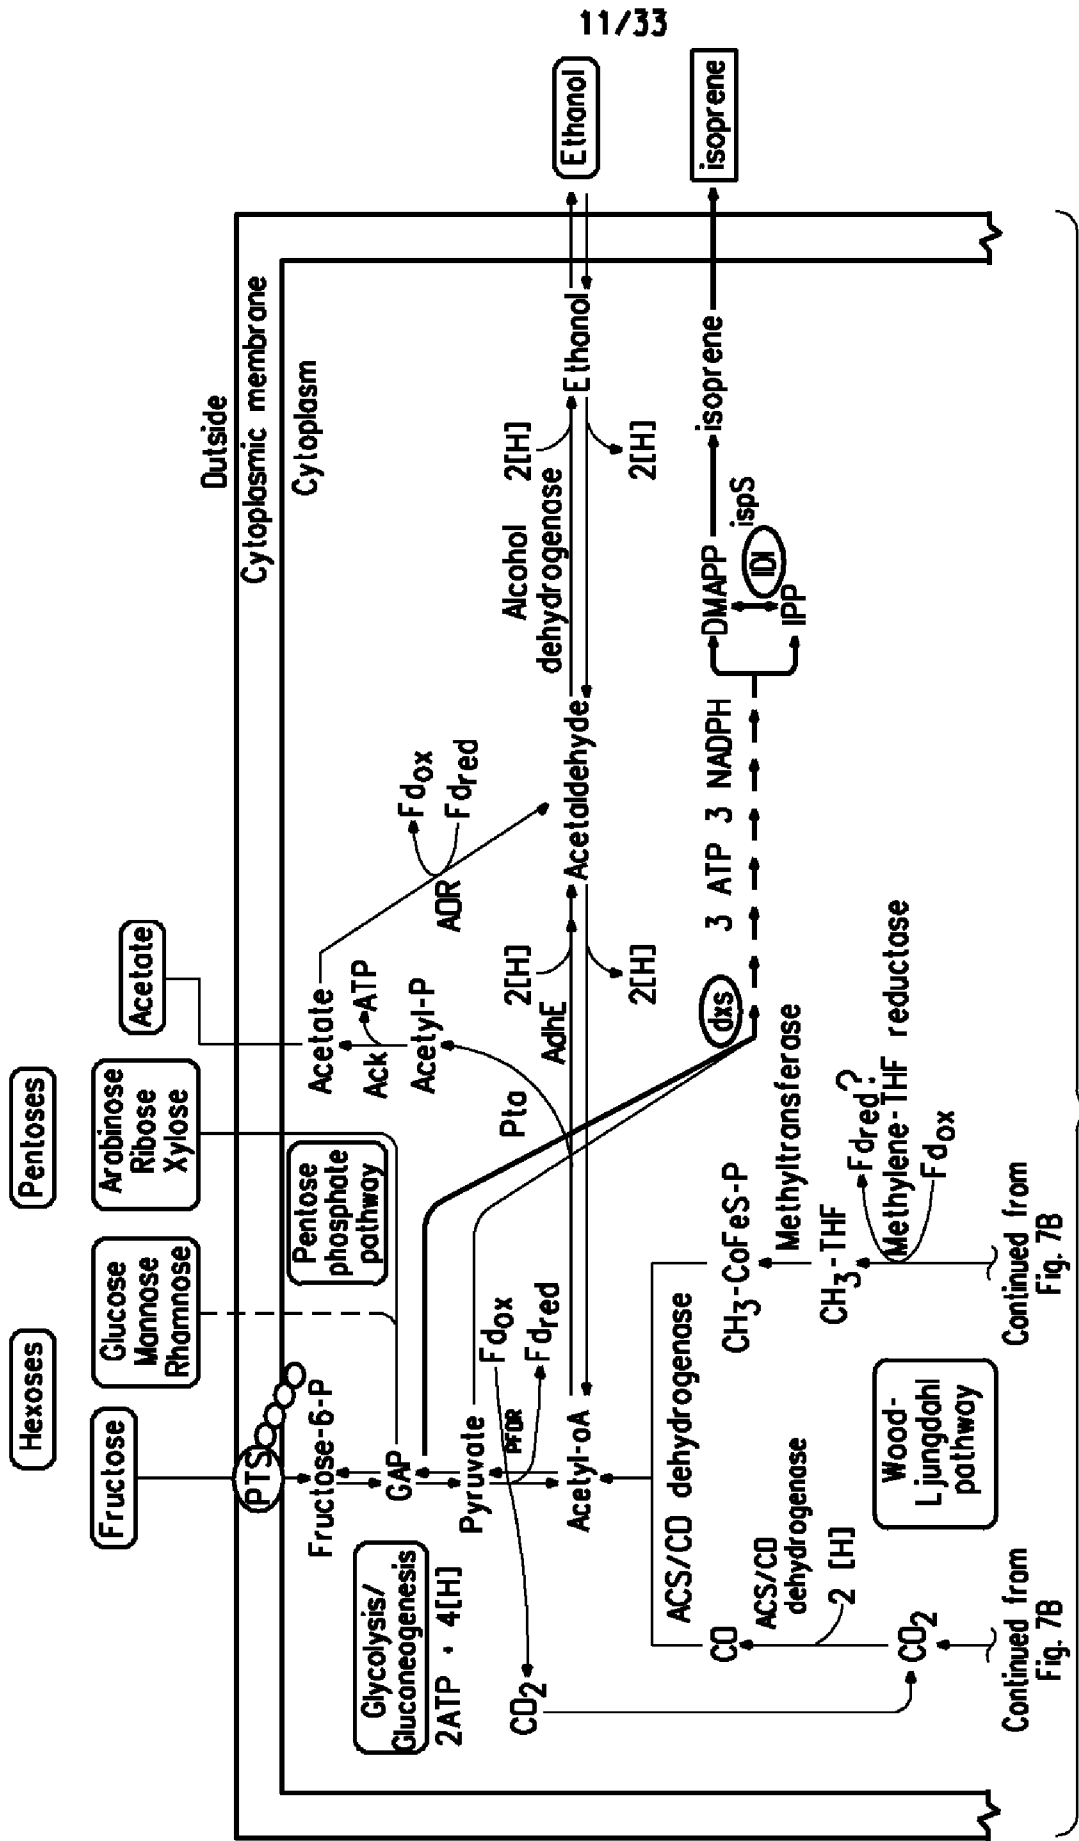 11/33
Hexoses
Pentoses
Fructose
Glucose
Mannose
Rhamnose
Arabinose
Ribose
Xylose
Acetate
Outside
Cytoplasmic membrane
Cytoplasm
PTS
Fructose-6-P
Pentose
phosphate
pathway
Acetate
Ack
ATP
Acetyl-P
Glycolysis/
Gluconeogenesis
2ATP + 4[H]
GAP
AOR
Fdox
Fdred
Pyruvate
PFOR
Fdox
Fdred
Pta
CO2
Acetyl-oA
AdhE
2[H]
2[H]
Acetaldehyde
Alcohol
dehydrogenase
2[H]
2[H]
Ethanol
Ethanol
ACS/CO dehydrogenase
CO
ACS/CO
dehydrogenase
2 [H]
CO2
CH3-CoFeS-P
Methyltransferase
CH3-THF
Fdred?
Methylene-THF reductase
Fdox
dxs
3 ATP 3 NADPH
DMAPP
IDI
IPP
ispS
isoprene
isoprene
Wood-
Ljungdahl
pathway
Continued from
Fig. 7B
Continued from
Fig. 7B